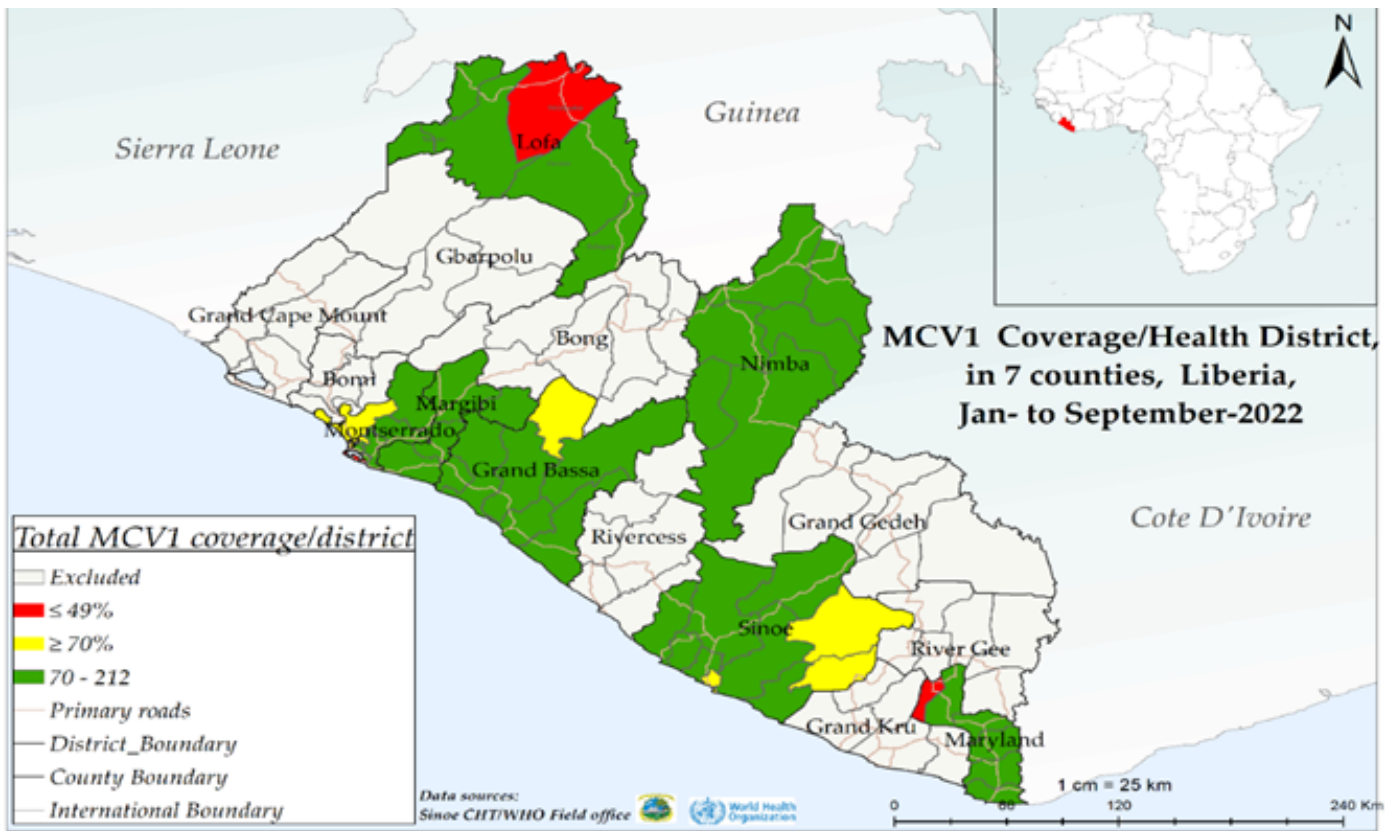 N
Guinea
Sierra Leone
Lofa
Gbarpolu
Grand Cape Mount
Bong
Nimba
MCV1 Coverage/Health District,
in 7 counties, Liberia,
Jan- to September-2022
Bomi
Margibi
Montserrado
Grand Bassa
Cote D'Ivoire
Grand Gedeh
Rivercess
Total MCV1 coverage/district
Excluded
≤ 49%
≥ 70%
70 - 212
Primary roads
District_Boundary
County Boundary
International Boundary
Sinoe
River Gee
Grand Kru
Maryland
Data sources:
Sinoe CHT/WHO Field office
World Health
Organization
1 cm = 25 km
0 60 120 240 Km